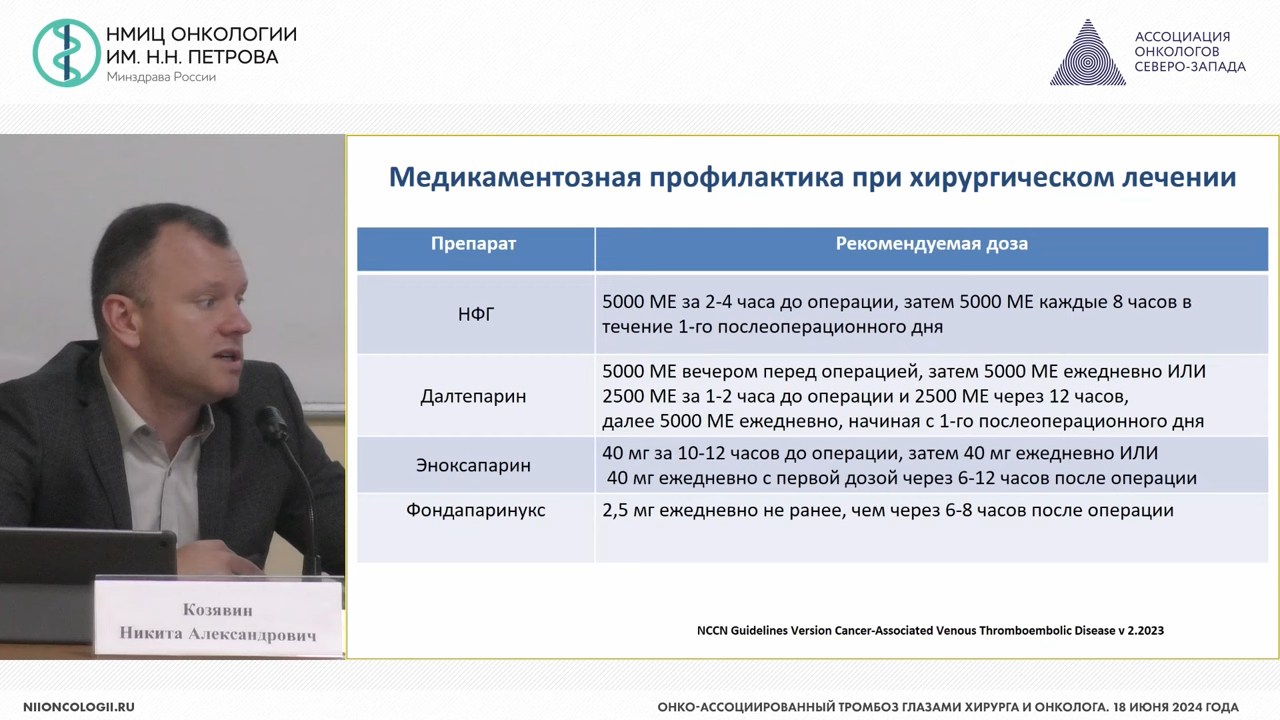 НМИЦ ОНКОЛОГИИ
ИМ. Н.Н. ПЕТРОВА
Минздрава России
АССОЦИАЦИЯ
ОНКОЛОГОВ
СЕВЕРО-ЗАПАДА
Медикаментозная профилактика при хирургическом лечении
Препарат
Рекомендуемая доза
НФГ
5000 МЕ за 2-4 часа до операции, затем 5000 МЕ каждые 8 часов в
течение 1-го послеоперационного дня
Далтепарин
5000 МЕ вечером перед операцией, затем 5000 МЕ ежедневно ИЛИ
2500 МЕ за 1-2 часа до операции и 2500 МЕ через 12 часов,
далее 5000 МЕ ежедневно, начиная с 1-го послеоперационного дня
Эноксапарин
40 мг за 10-12 часов до операции, затем 40 мг ежедневно ИЛИ
40 мг ежедневно с первой дозой через 6-12 часов после операции
Фондапаринукс
2,5 мг ежедневно не ранее, чем через 6-8 часов после операции
NCCN Guidelines Version Cancer-Associated Venous Thromboembolic Disease v 2.2023
Козявин
Никита Александрович
NIIONCOLOGII.RU
ОНКО-АССОЦИИРОВАННЫЙ ТРОМБОЗ ГЛАЗАМИ ХИРУРГА И ОНКОЛОГА. 18 ИЮНЯ 2024 ГОДА